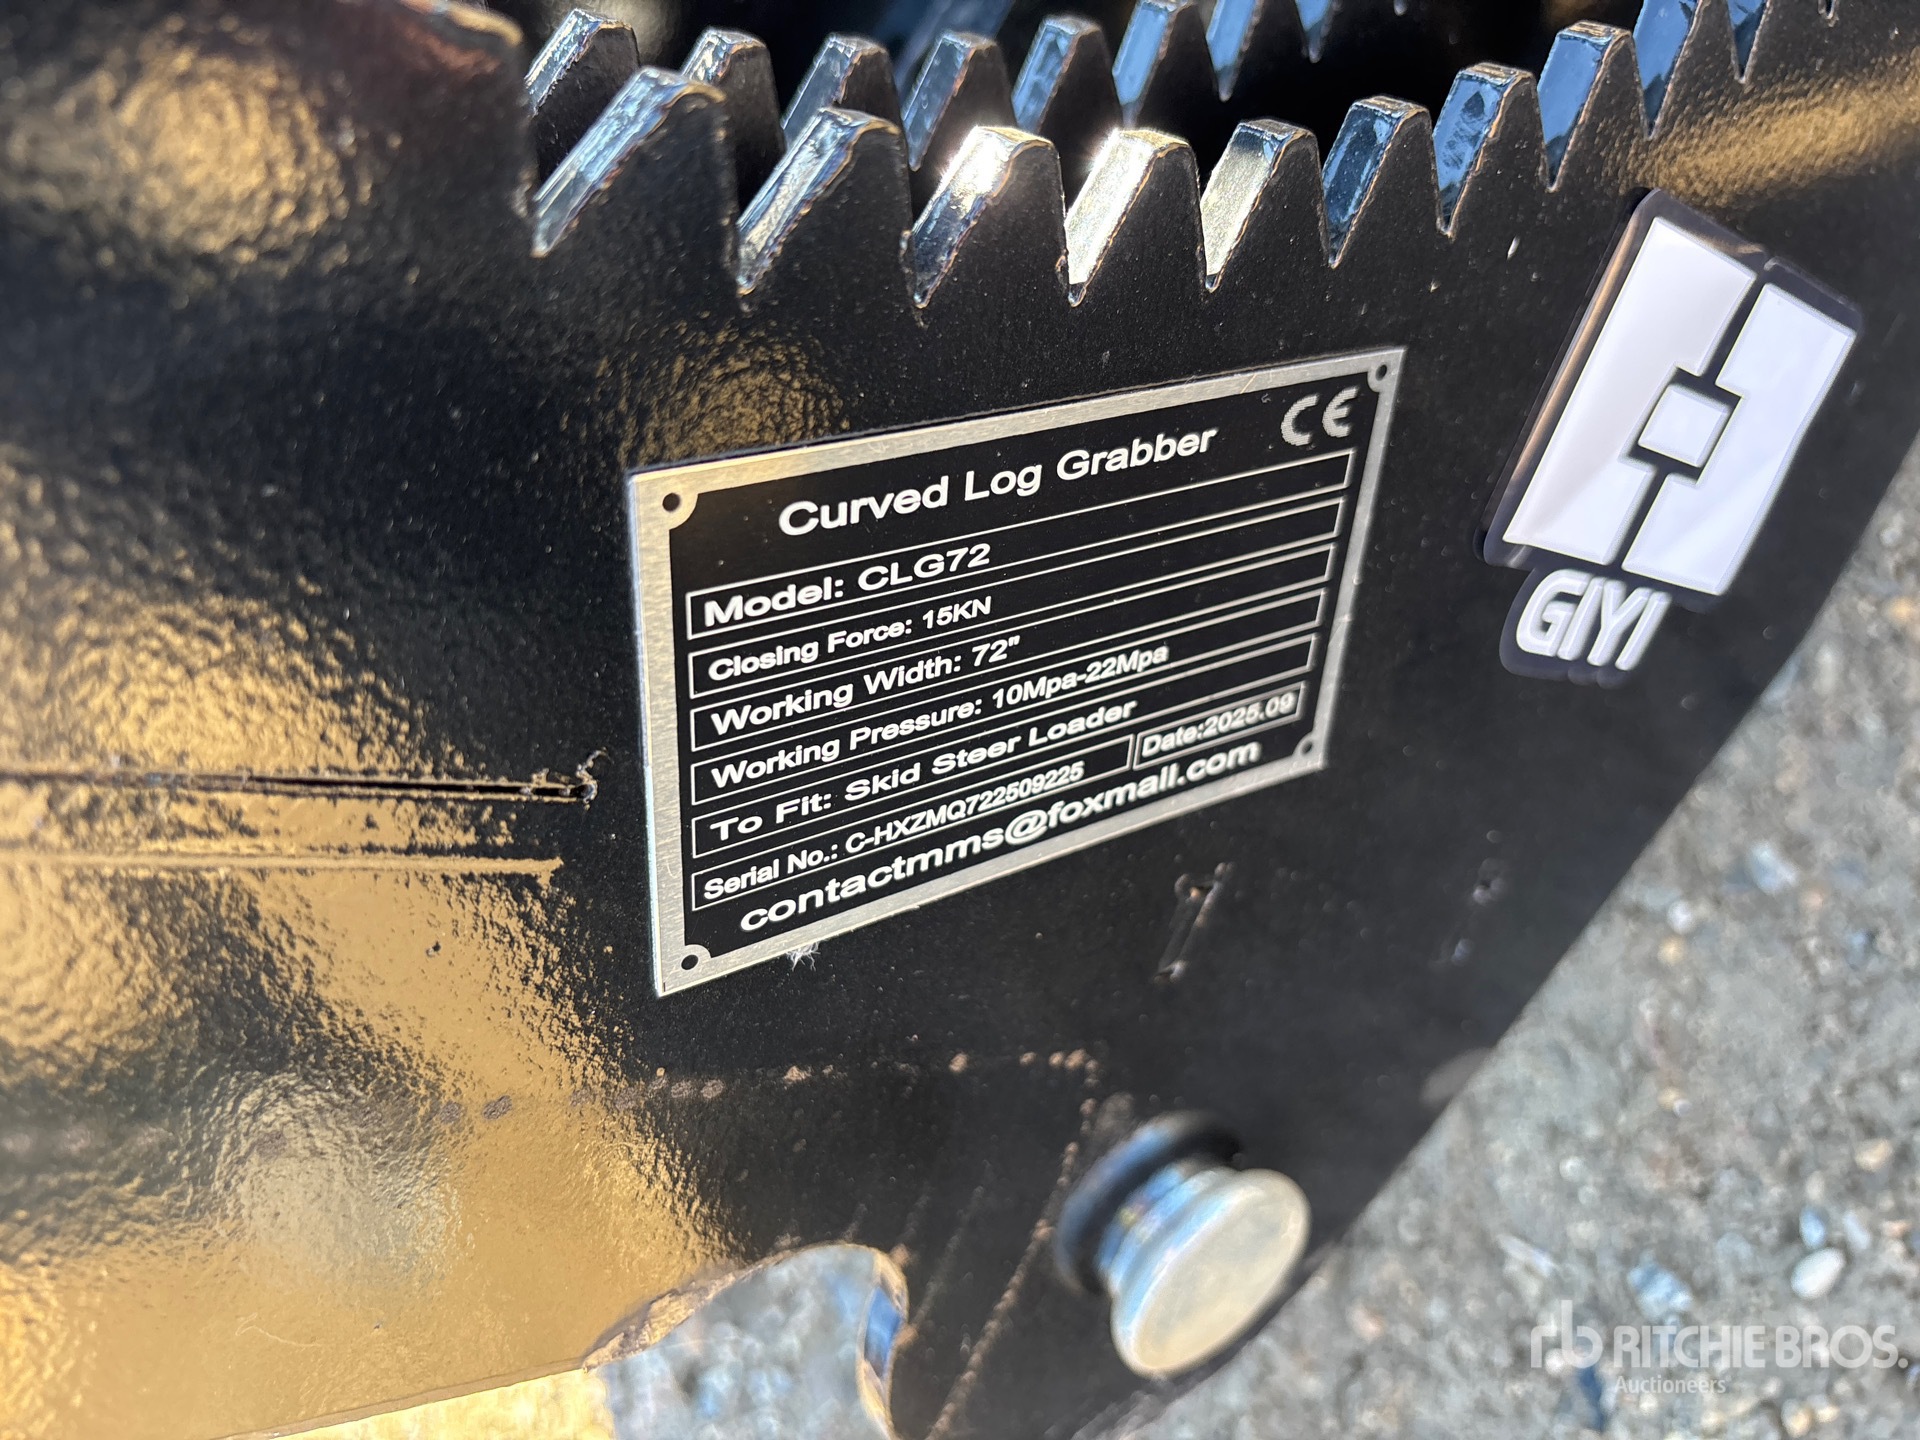 Curved Log Grabber
CE
Model: CLG72
Closing Force: 15KN
Working Width: 72"
Working Pressure: 10Mpa-22Mpa
To Fit: Skid Steer Loader
Serial No.: C-HXZMQ722509225
Date:2025.09
contactmms@foxmail.com
GIYI
rb RITCHIE BROS.
Auctioneers